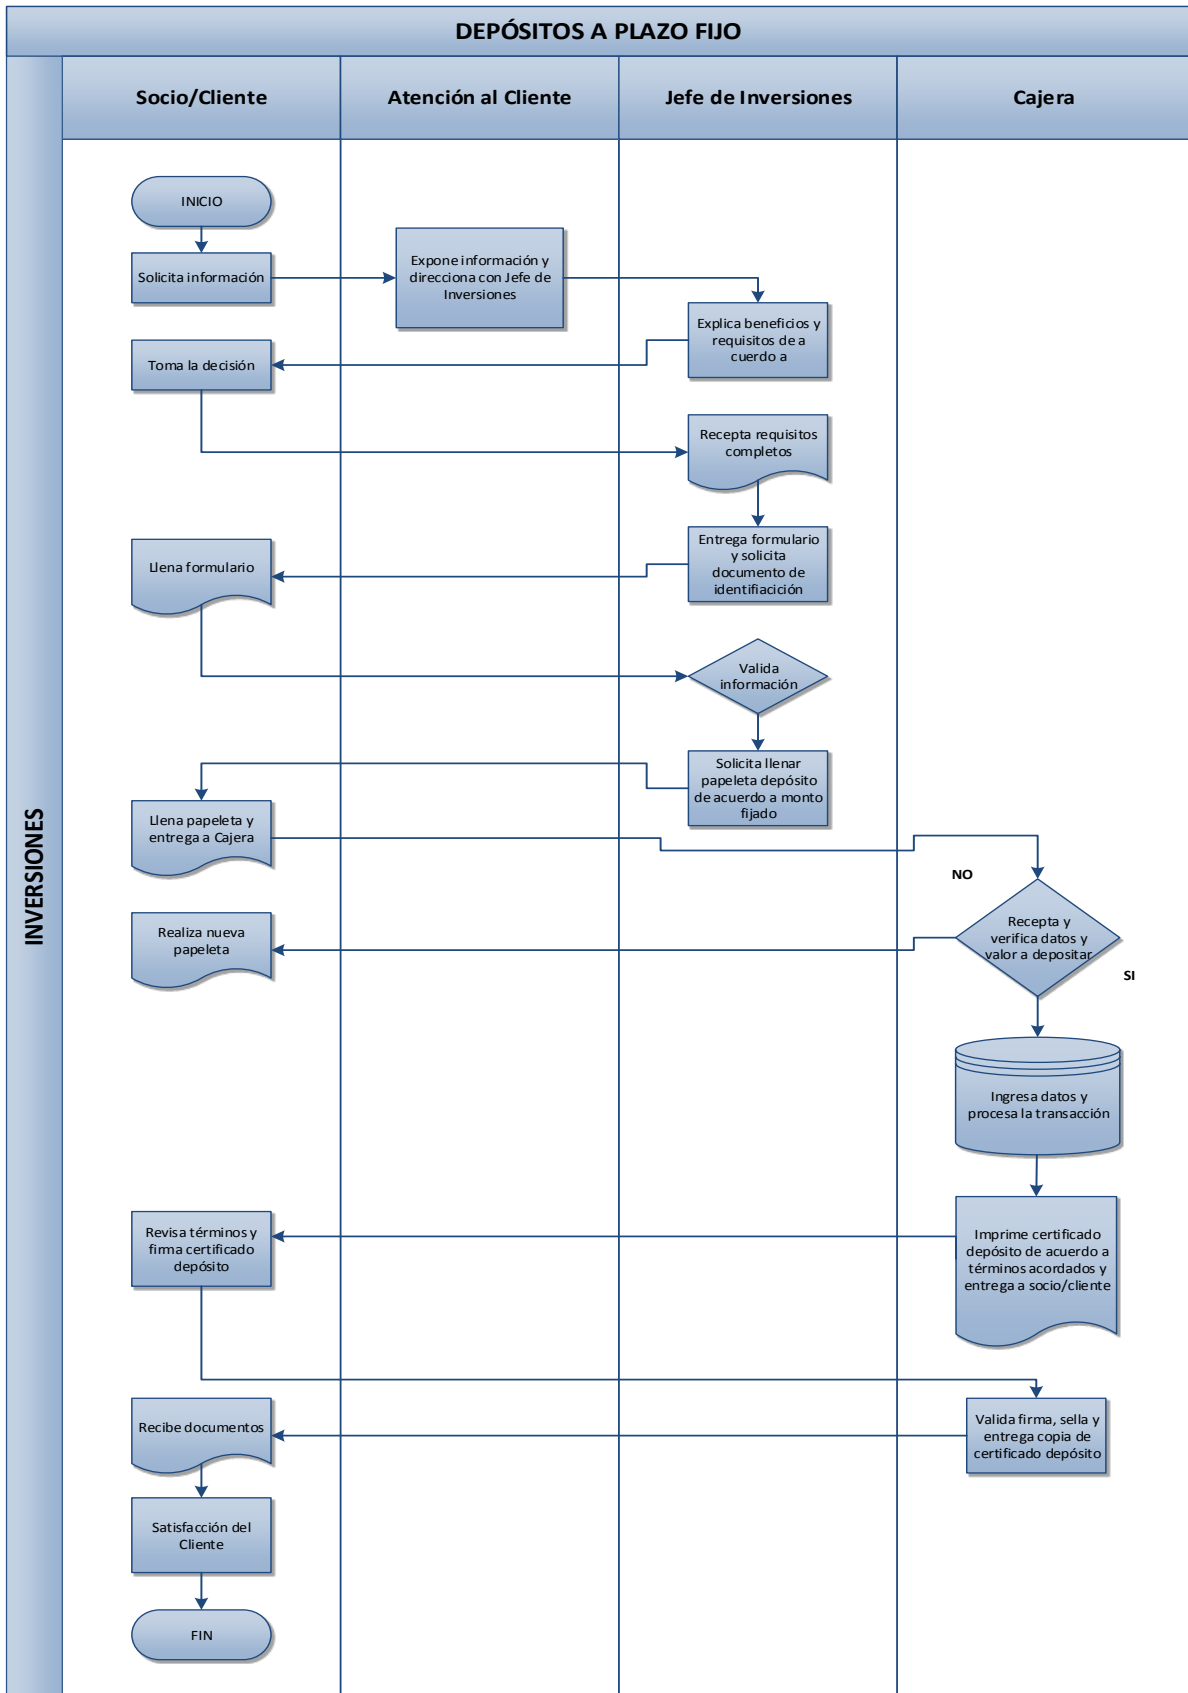 DEPÓSITOS A PLAZO FIJO
INVERSIONES
Socio/Cliente
Atención al Cliente
Jefe de Inversiones
Cajera
INICIO
Solicita información
Expone información y
direcciona con Jefe de
Inversiones
Explica beneficios y
requisitos de a
cuerdo a
Toma la decisión
Recepta requisitos
completos
Entrega formulario
y solicita
documento de
identifiacición
Llena formulario
Valida
información
Solicita llenar
papeleta depósito
de acuerdo a monto
fijado
Llena papeleta y
entrega a Cajera
NO
Recepta y
verifica datos y
valor a depositar
SI
Realiza nueva
papeleta
Ingresa datos y
procesa la transacción
Imprime certificado
depósito de acuerdo a
términos acordados y
entrega a socio/cliente
Revisa términos y
firma certificado
depósito
Valida firma, sella y
entrega copia de
certificado depósito
Recibe documentos
Satisfacción del
Cliente
FIN